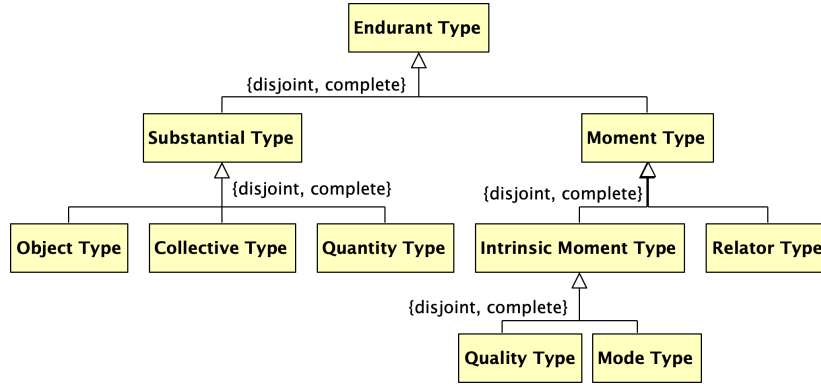 Endurant Type
{disjoint, complete}
Substantial Type
Moment Type
{disjoint, complete}
{disjoint, complete}
Object Type
Collective Type
Quantity Type
Intrinsic Moment Type
Relator Type
{disjoint, complete}
Quality Type
Mode Type